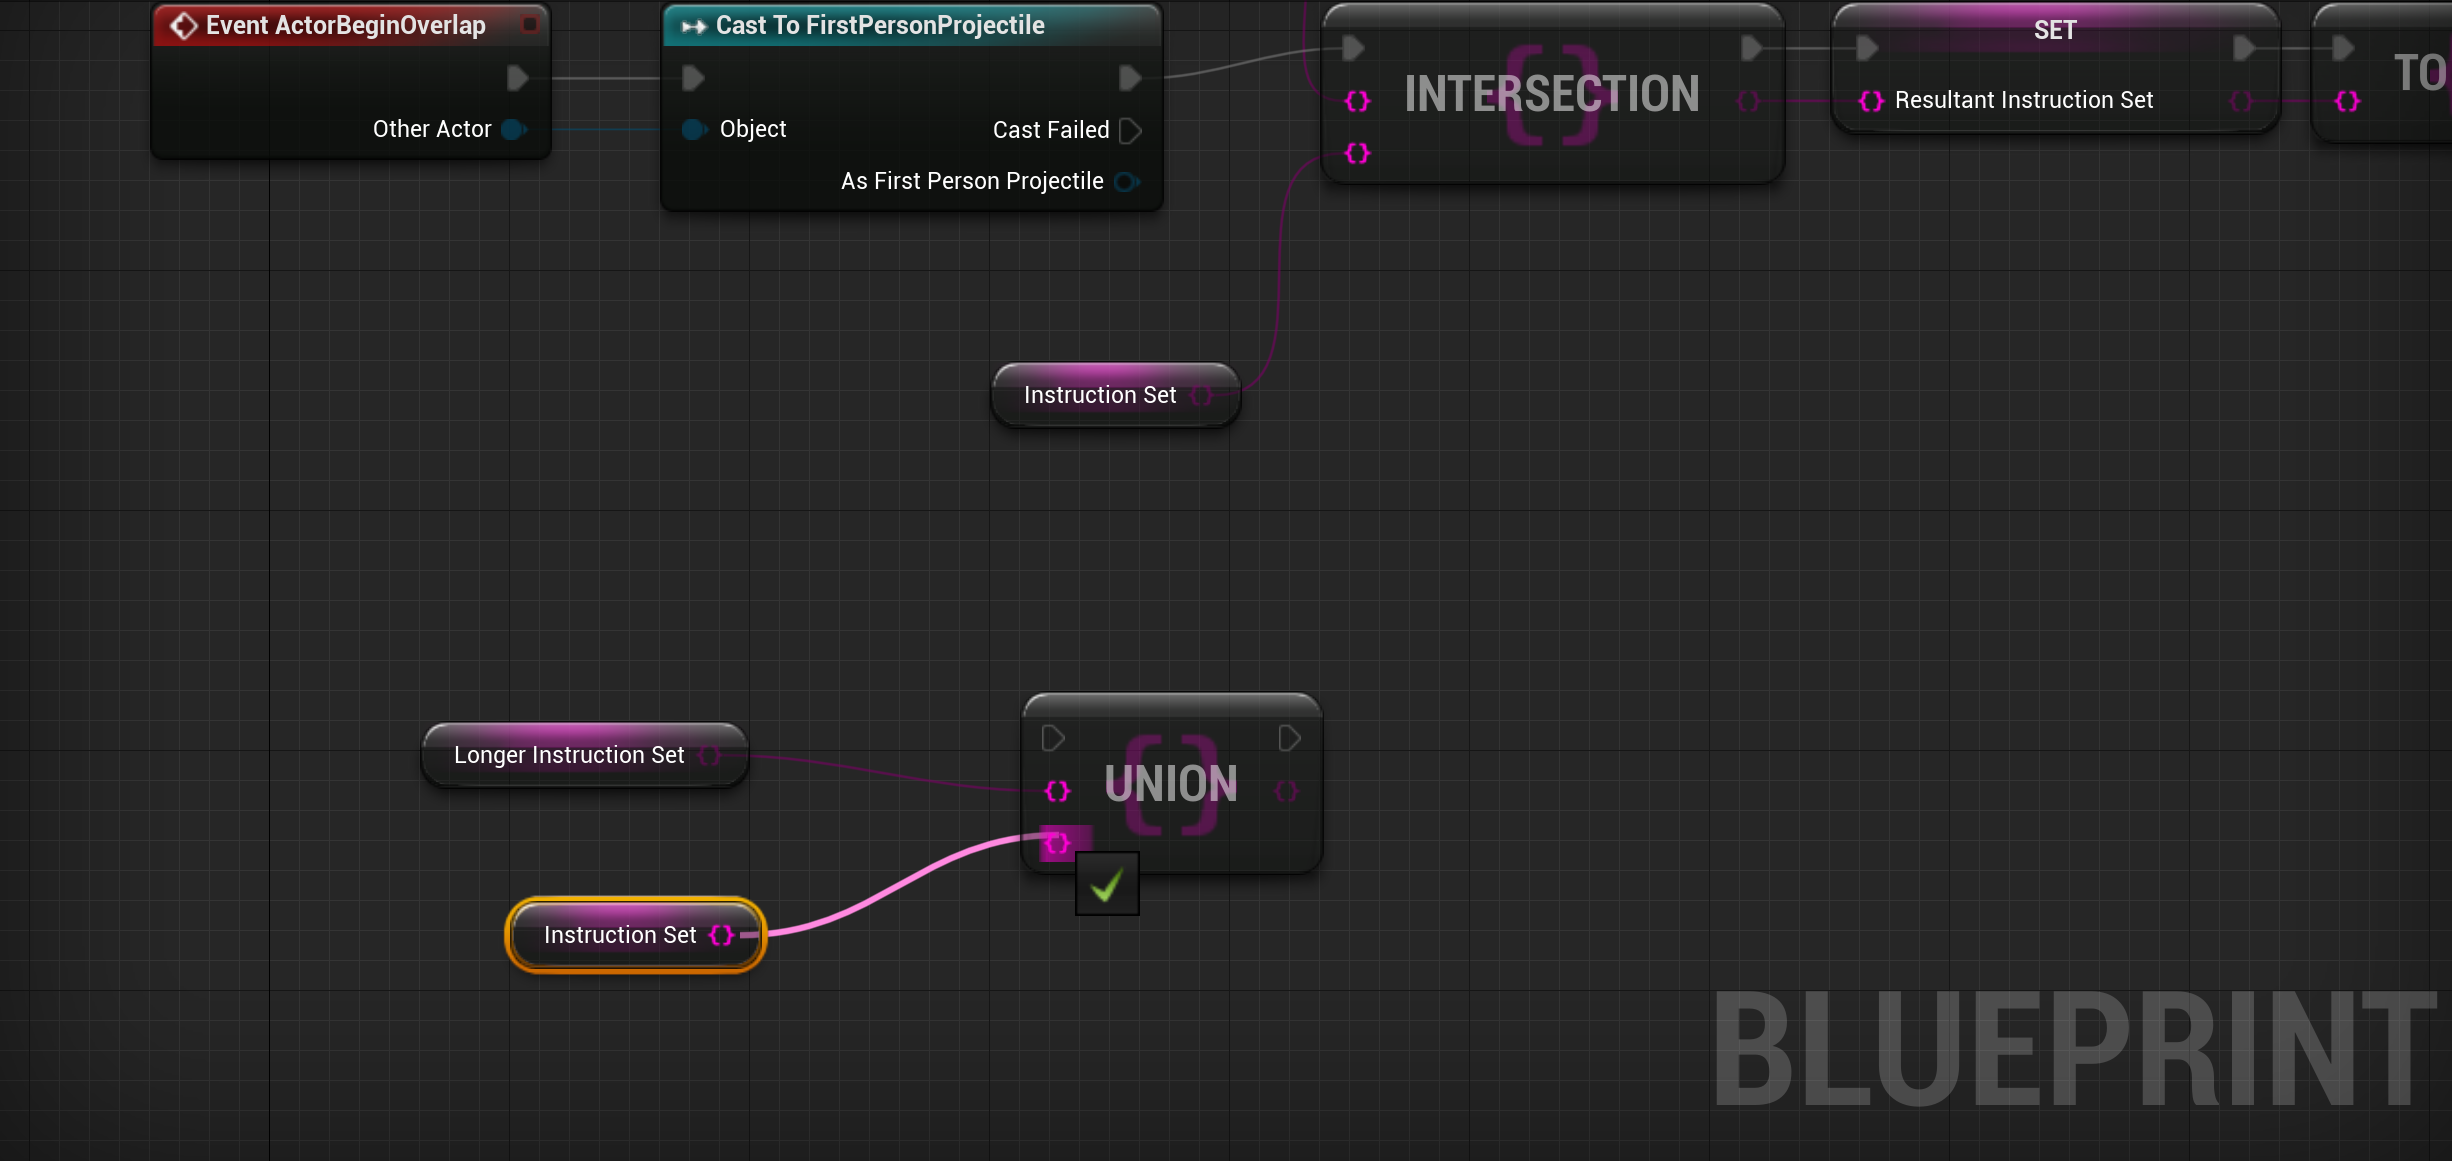 Event ActorBeginOverlap
Other Actor
Cast To FirstPersonProjectile
Object
Cast Failed
As First Person Projectile
INTERSECTION
SET
Resultant Instruction Set
TO
Instruction Set
Longer Instruction Set
UNION
Instruction Set
BLUEPRINT